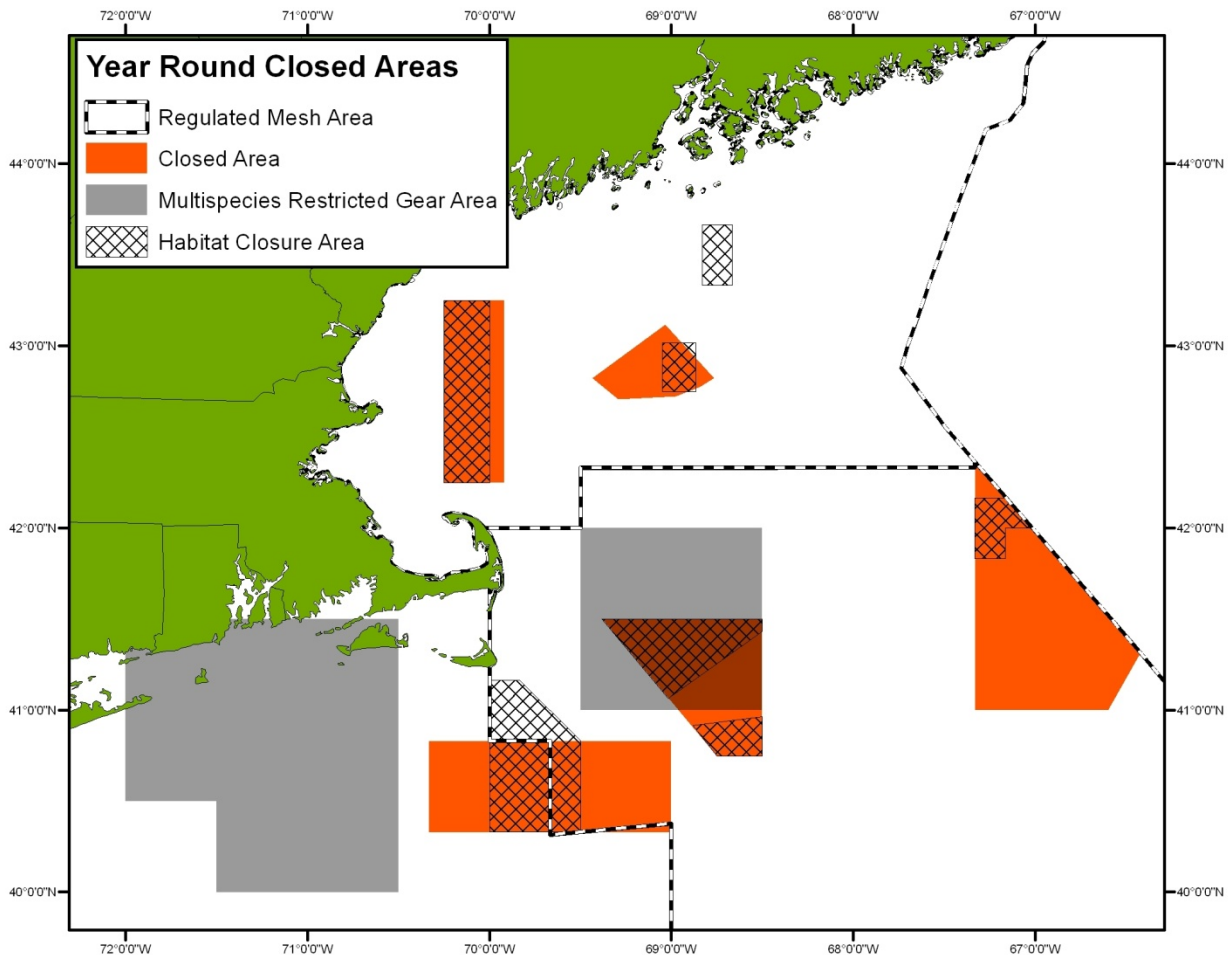 72°0'0"W 71°0'0"W 70°0'0"W 69°0'0"W 68°0'0"W 67°0'0"W
Year Round Closed Areas
Regulated Mesh Area
Closed Area
Multispecies Restricted Gear Area
Habitat Closure Area
44°0'0"N 44°0'0"N
43°0'0"N 43°0'0"N
42°0'0"N 42°0'0"N
41°0'0"N 41°0'0"N
40°0'0"N 40°0'0"N
72°0'0"W 71°0'0"W 70°0'0"W 69°0'0"W 68°0'0"W 67°0'0"W